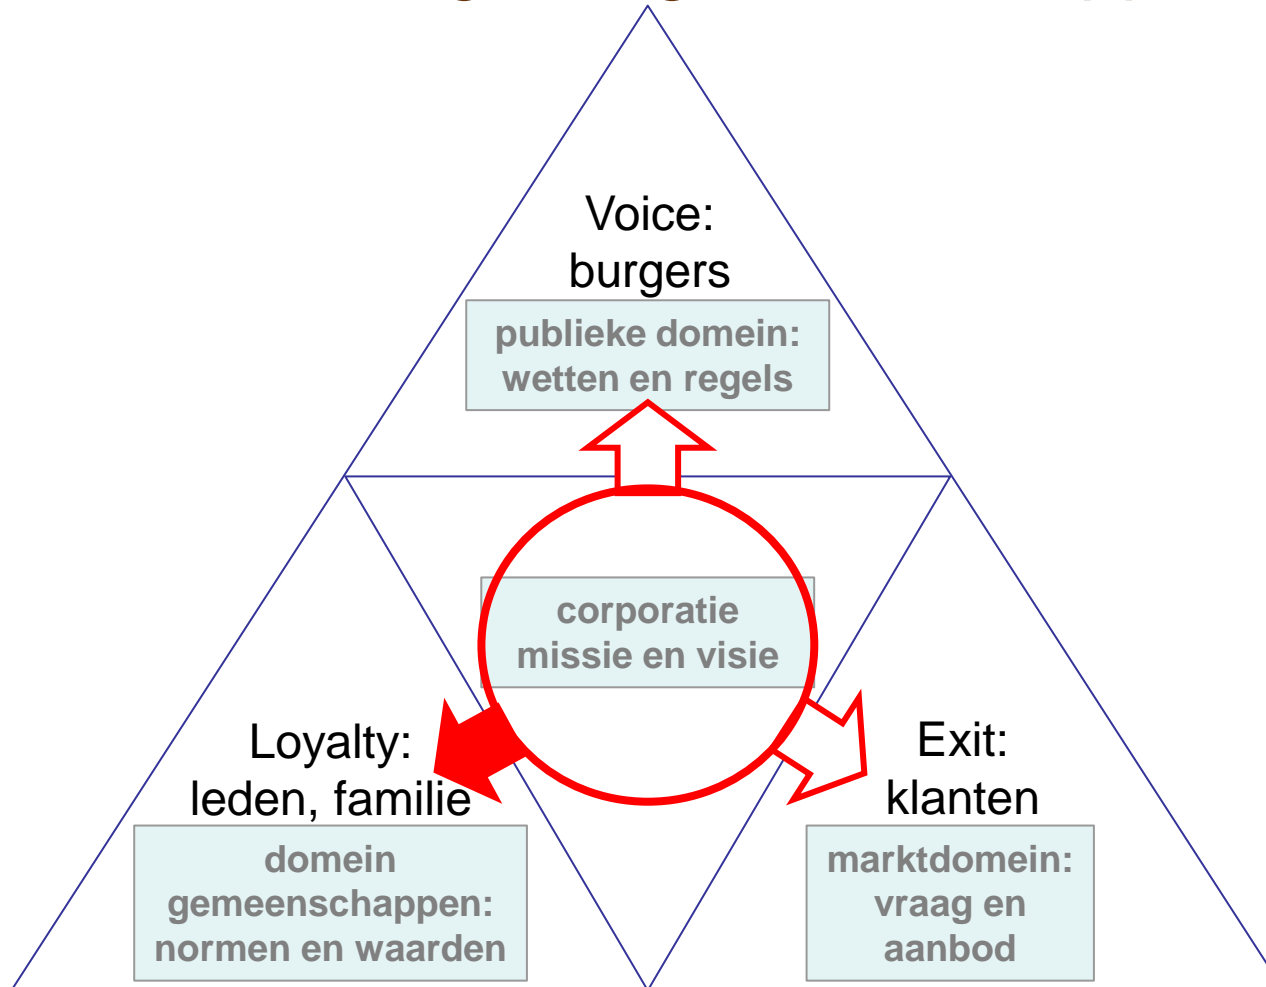 Voice:
burgers
publieke domein:
wetten en regels
corporatie
missie en visie
Loyalty:
leden, familie
domein
gemeenschappen:
normen en waarden
Exit:
klanten
marktdomein:
vraag en
aanbod